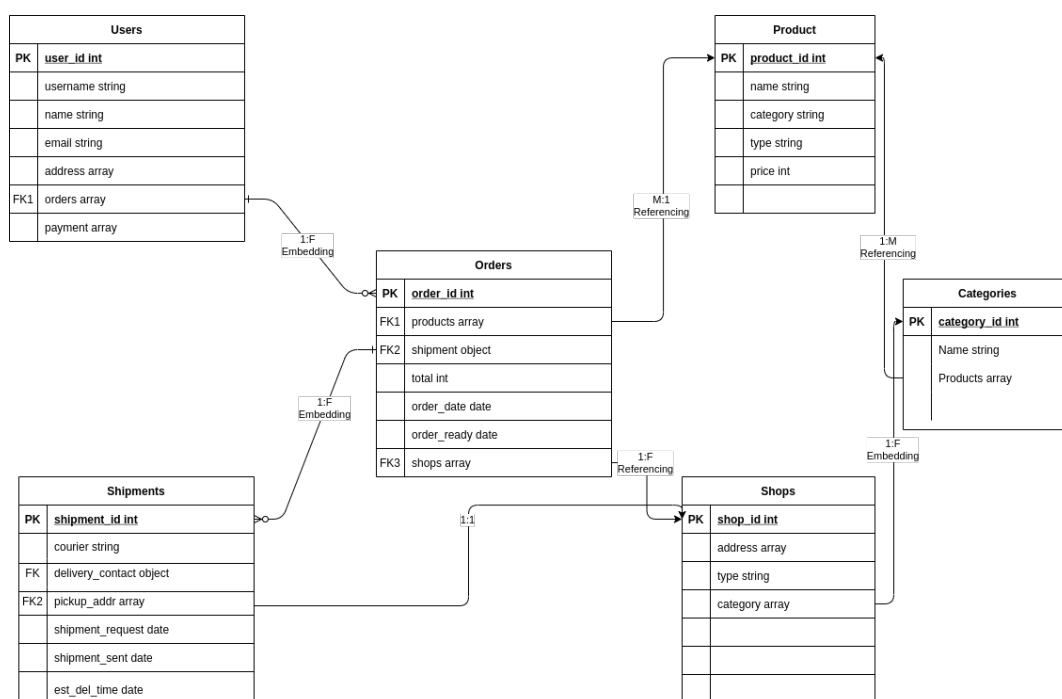 Users
PK user_id int
username string
name string
email string
address array
FK1 orders array
payment array
Product
PK product_id int
name string
category string
type string
price int
M:1
Referencing
1:F
Embedding
1:M
Referencing
Orders
PK order_id int
FK1 products array
FK2 shipment object
total int
order_date date
order_ready date
FK3 shops array
Categories
PK category_id int
Name string
Products array
1:F
Embedding
1:F
Embedding
1:F
Referencing
Shipments
PK shipment_id int
courier string
FK delivery_contact object
FK2 pickup_addr array
shipment_request date
shipment_sent date
est_del_time date
1:1
Shops
PK shop_id int
address array
type string
category array